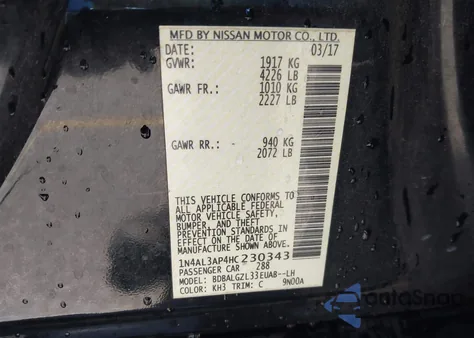 MFD BY NISSAN MOTOR CO., LTD.
DATE: 03/17
GVWR: 1917 KG
4226 LB
GAWR FR.: 1010 KG
2227 LB
GAWR RR.: - 940 KG
2072 LB
THIS VEHICLE CONFORMS TO
ALL APPLICABLE FEDERAL
MOTOR VEHICLE SAFETY,
BUMPER, AND THEFT
PREVENTION STANDARDS
IN EFFECT ON THE DATE OF
MANUFACTURE SHOWN ABOVE.
1N4AL3AP4HC230343
PASSENGER CAR 288
MODEL: BDBALGZL33EUAB--LH
COLOR: KH3 TRIM: C 9N00A
autoSnap